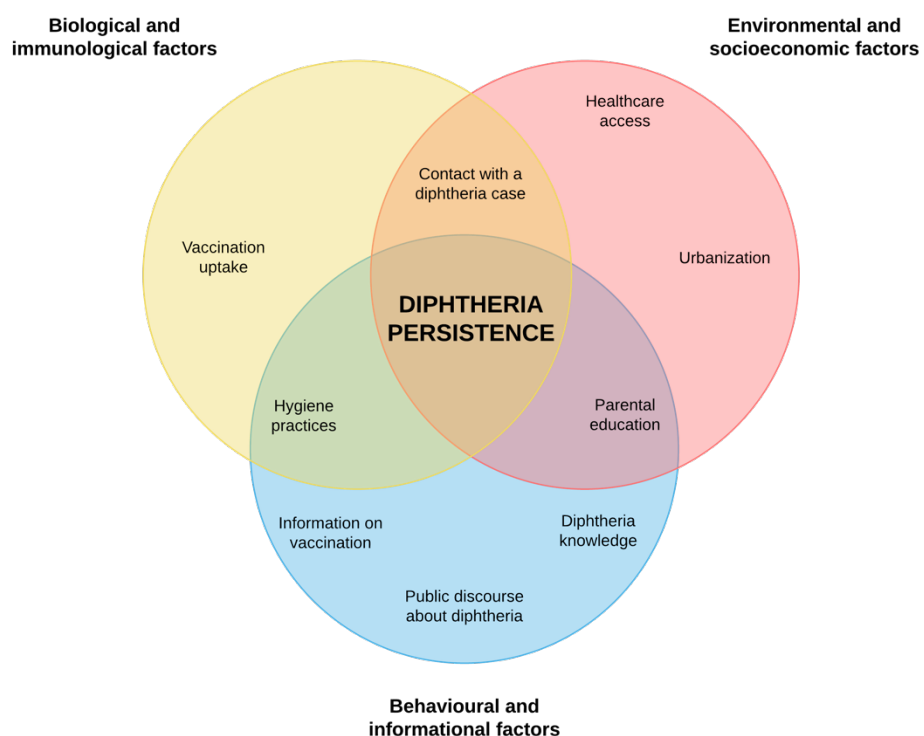 Biological and
immunological factors
Environmental and
socioeconomic factors
Healthcare
access
Contact with a
diphtheria case
Vaccination
uptake
Urbanization
DIPHTHERIA
PERSISTENCE
Hygiene
practices
Parental
education
Information on
vaccination
Diphtheria
knowledge
Public discourse
about diphtheria
Behavioural and
informational factors